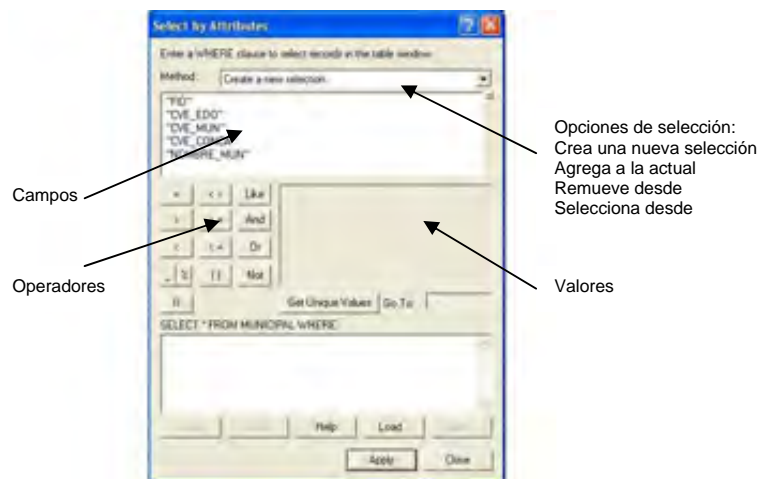 Select by Attributes
Enter a WHERE clause to select records in the table window.
Method: Create a new selection
"FID"
"CVE_EDO"
"CVE_MUN"
"NOMBRE_MUN"
Opciones de selección:
Crea una nueva selección
Agrega a la actual
Remueve desde
Selecciona desde
Campos
= < > Like
> And
< < = Or
_ % ( ) Not
Operadores
Valores
Get Unique Values Go To:
SELECT * FROM MUNICIPAL WHERE:
Help Load
Apply Close